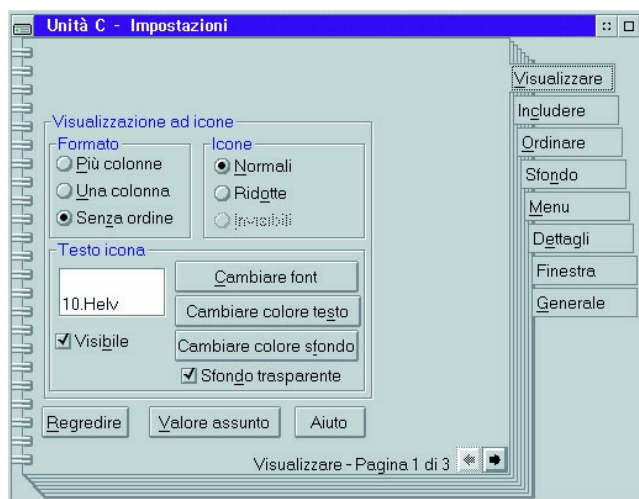 Unità C - Impostazioni
Visualizzare
Includere
Ordinare
Sfondo
Menu
Dettagli
Finestra
Generale
Visualizzazione ad icone
Formato
Più colonne
Una colonna
Senza ordine
Icone
Normali
Ridotte
Invisibili
Testo icona
10.Helv
Visibile
Cambiare font
Cambiare colore testo
Cambiare colore sfondo
Sfondo trasparente
Regredire
Valore assunto
Aiuto
Visualizzare - Pagina 1 di 3